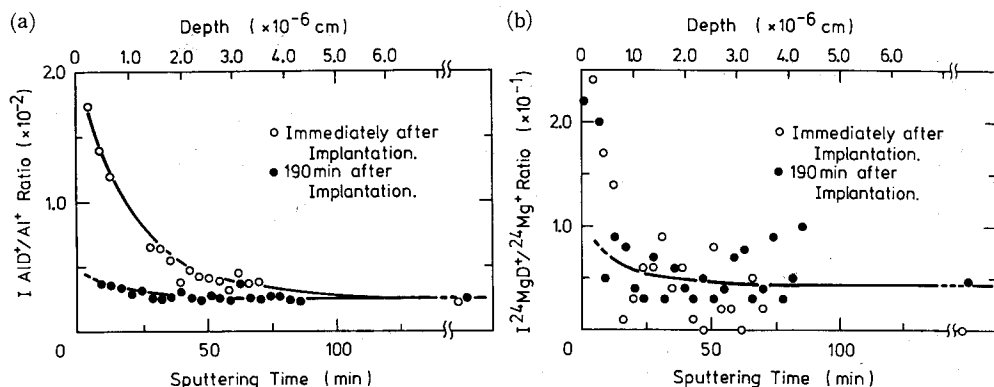 (a)
Depth (×10⁻⁶ cm)
0 1.0 2.0 3.0 4.0 5.0 6.0
2.0
1.0
0
I AlD⁺/Al⁺ Ratio (×10⁻²)
○ Immediately after
Implantation.
● 190 min after
Implantation.
0 50 100
Sputtering Time (min)
(b)
Depth (×10⁻⁶ cm)
0 1.0 2.0 3.0 4.0 5.0 6.0
2.0
1.0
0
I ²⁴MgD⁺/²⁴Mg⁺ Ratio (×10⁻¹)
○ Immediately after
Implantation.
● 190 min after
Implantation.
0 50 100
Sputtering Time (min)